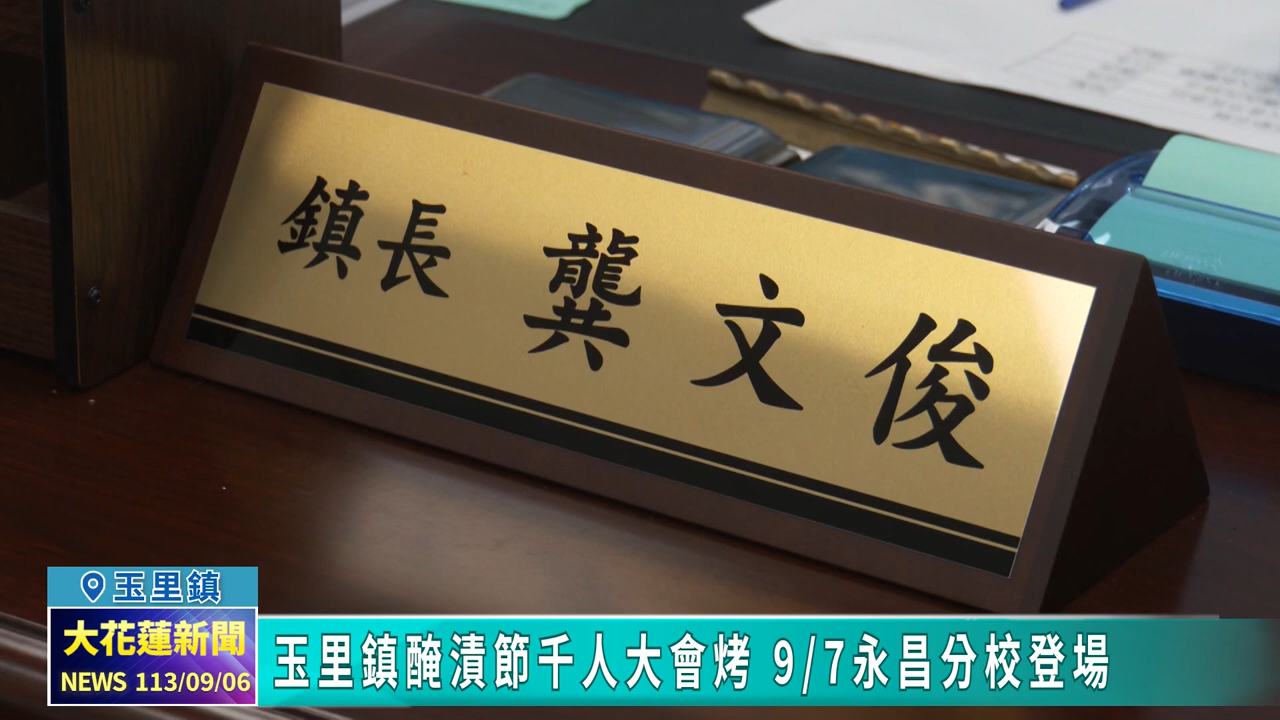 鎮長 龔文俊
玉里鎮
大花蓮新聞
NEWS 113/09/06
玉里鎮醃漬節千人大會烤 9/7永昌分校登場